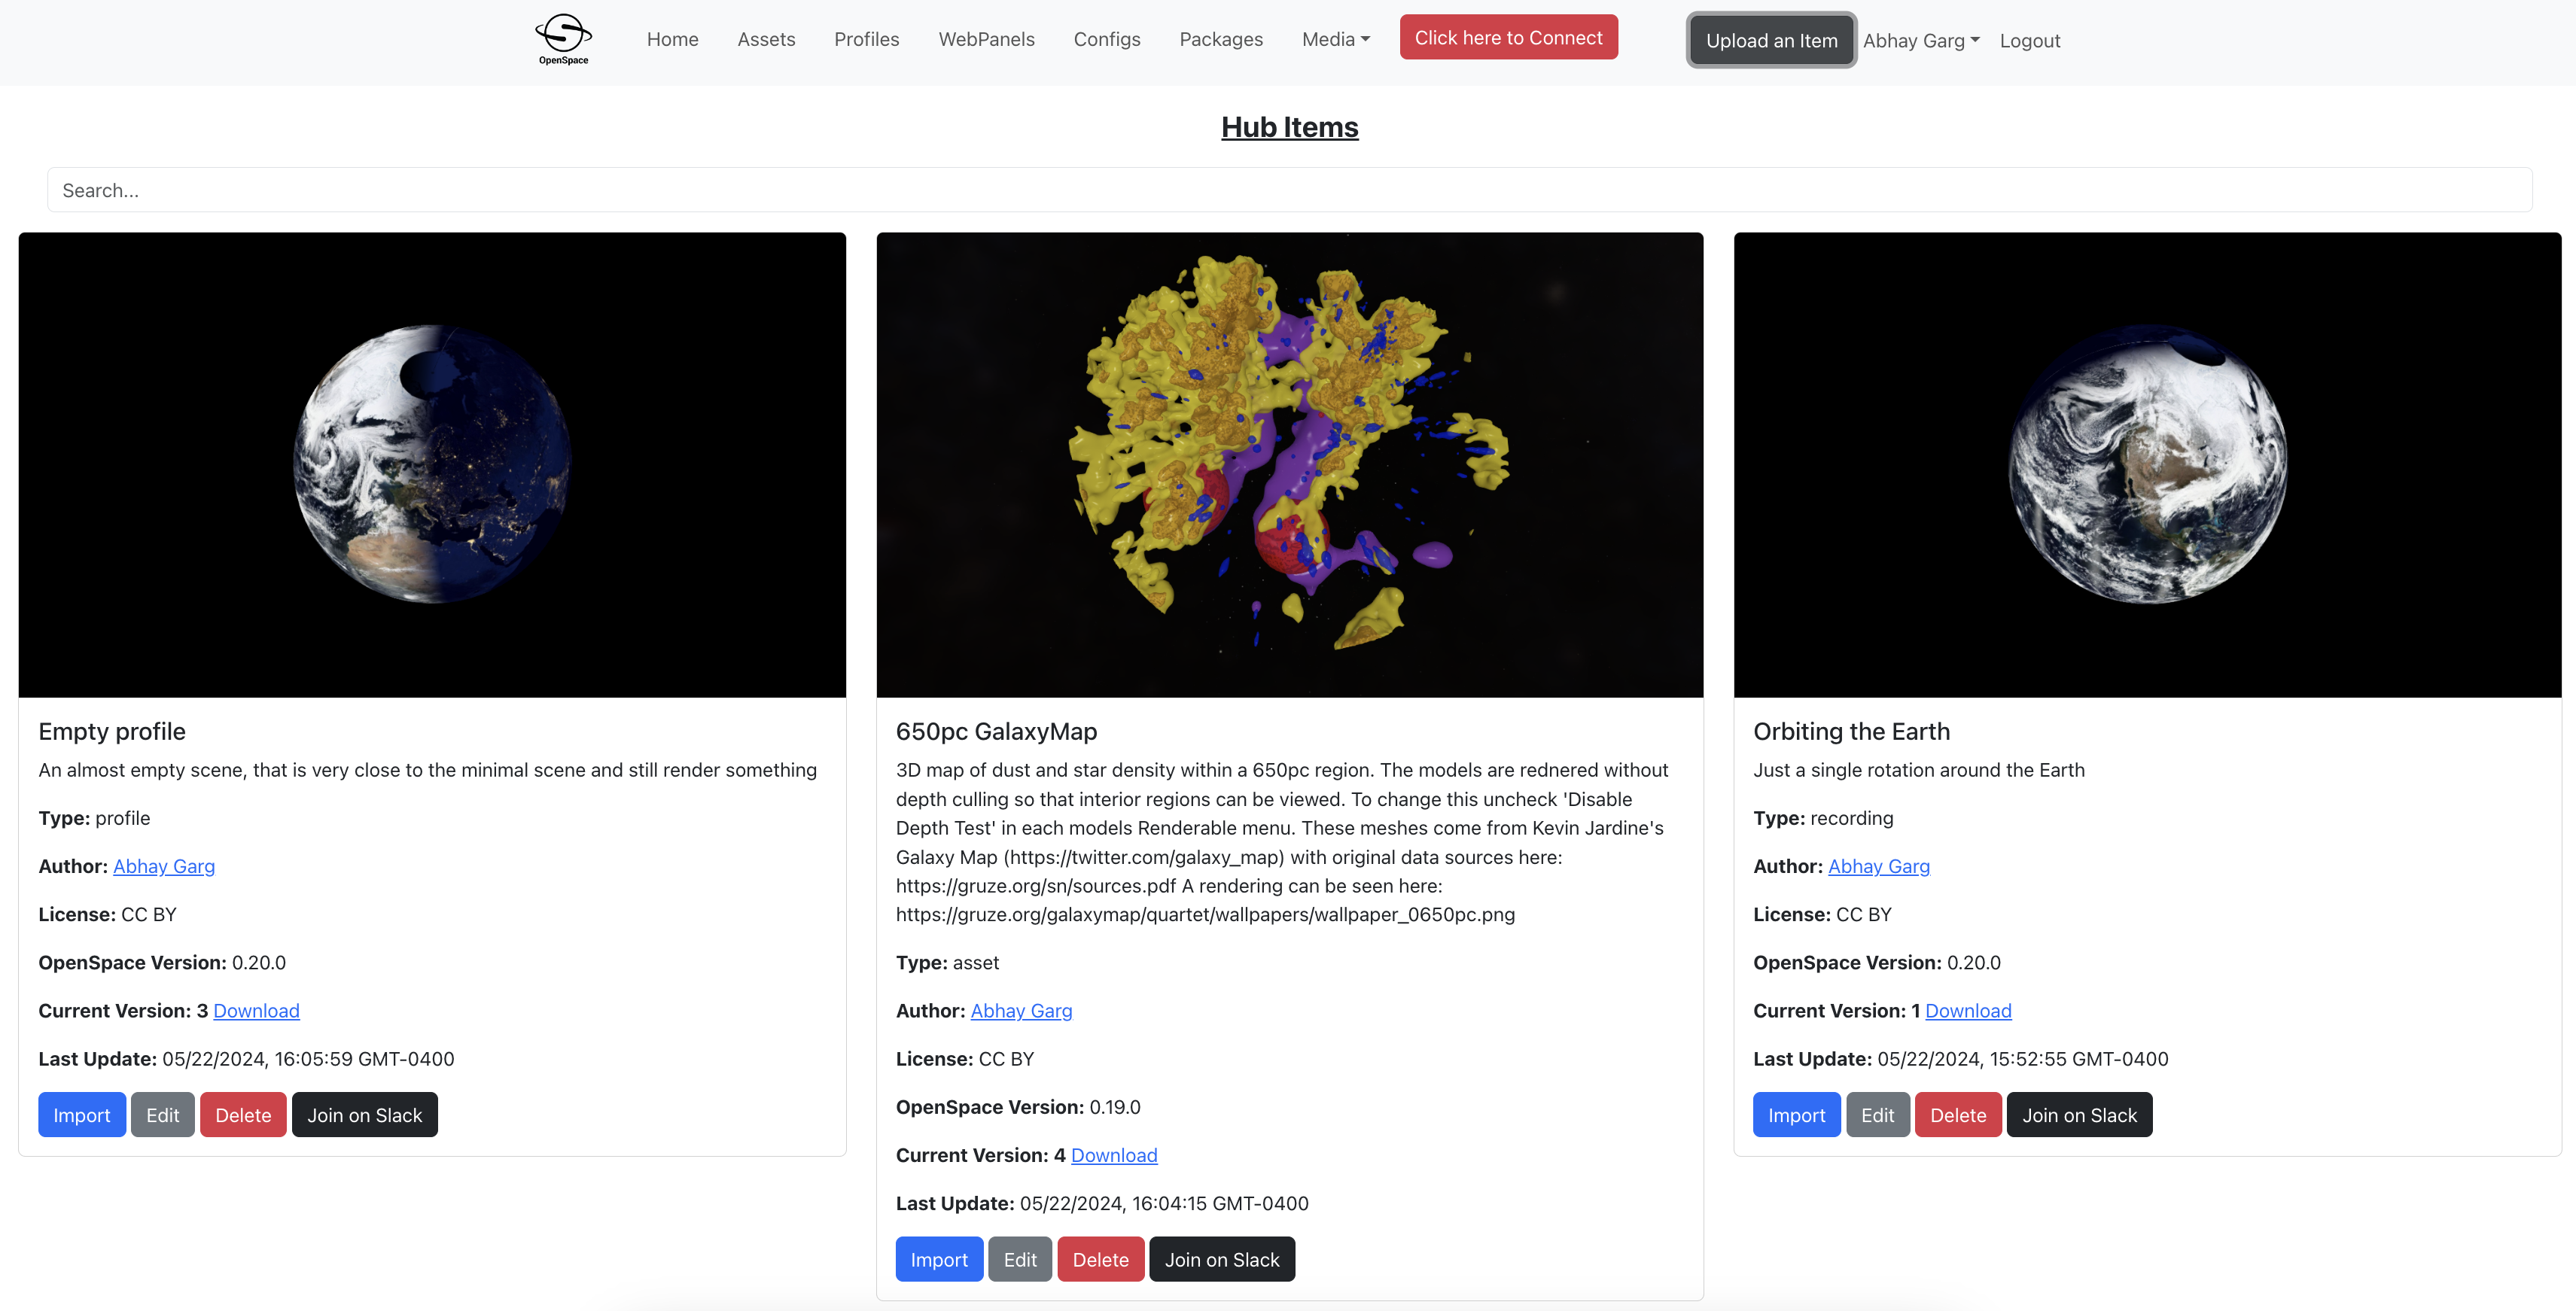 OpenSpace
Home Assets Profiles WebPanels Configs Packages Media Click here to Connect Upload an Item Abhay Garg Logout
Hub Items
Search...
Empty profile
An almost empty scene, that is very close to the minimal scene and still render something
Type: profile
Author: Abhay Garg
License: CC BY
OpenSpace Version: 0.20.0
Current Version: 3 Download
Last Update: 05/22/2024, 16:05:59 GMT-0400
Import Edit Delete Join on Slack
650pc GalaxyMap
3D map of dust and star density within a 650pc region. The models are rednered without
depth culling so that interior regions can be viewed. To change this uncheck 'Disable
Depth Test' in each models Renderable menu. These meshes come from Kevin Jardine's
Galaxy Map (https://twitter.com/galaxy_map) with original data sources here:
https://gruze.org/sn/sources.pdf A rendering can be seen here:
https://gruze.org/galaxymap/quartet/wallpapers/wallpaper_0650pc.png
Type: asset
Author: Abhay Garg
License: CC BY
OpenSpace Version: 0.19.0
Current Version: 4 Download
Last Update: 05/22/2024, 16:04:15 GMT-0400
Import Edit Delete Join on Slack
Orbiting the Earth
Just a single rotation around the Earth
Type: recording
Author: Abhay Garg
License: CC BY
OpenSpace Version: 0.20.0
Current Version: 1 Download
Last Update: 05/22/2024, 15:52:55 GMT-0400
Import Edit Delete Join on Slack